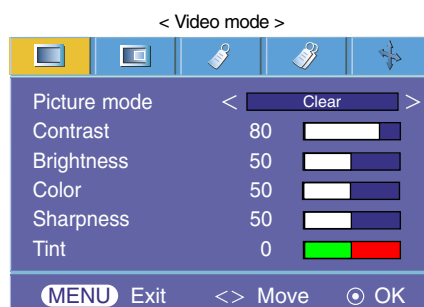 < Video mode >
Picture mode < Clear >
Contrast 80
Brightness 50
Color 50
Sharpness 50
Tint 0
MENU Exit <> Move ⊙ OK